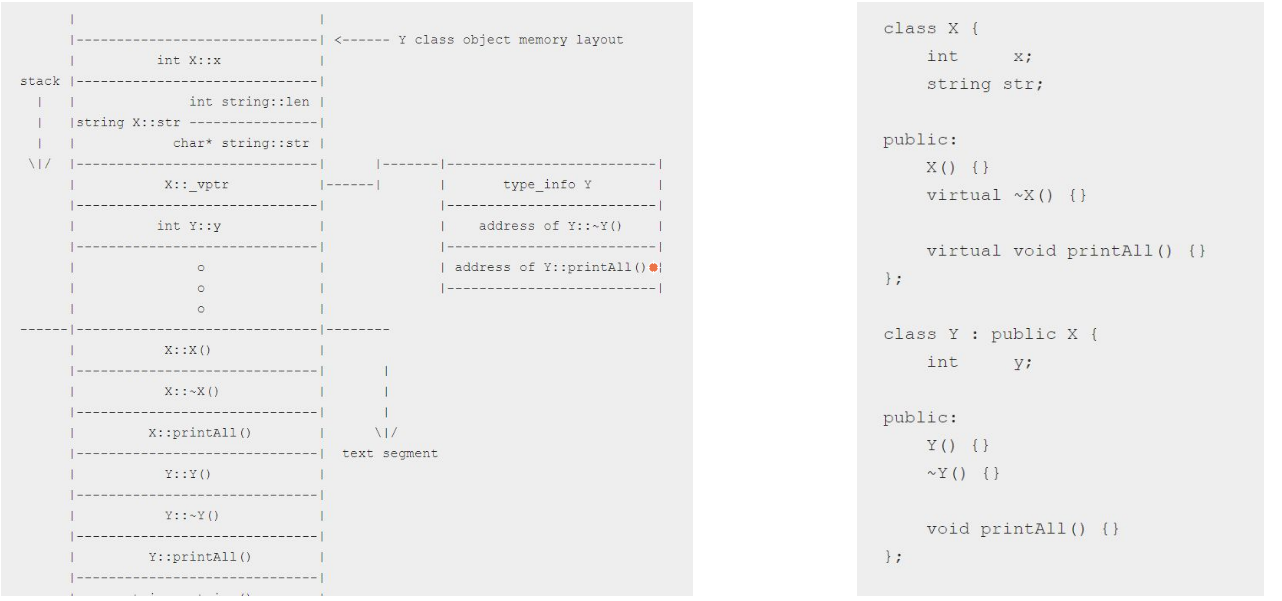 |                              |
|------------------------------| <------ Y class object memory layout
|          int X::x            |
stack |------------------------------|
|   |              int string::len |
|   |string X::str ----------------|
|   |            char* string::str |
\|/  |------------------------------|      |-------|--------------------------|
|           X::_vptr           |------|       |       type_info Y        |
|------------------------------|              |--------------------------|
|          int Y::y            |              |    address of Y::~Y()    |
|------------------------------|              |--------------------------|
|               o              |              | address of Y::printAll() |
|               o              |              |--------------------------|
|               o              |
------|------------------------------|--------
|           X::X()             |
|------------------------------|       |
|           X::~X()            |       |
|------------------------------|       |
|         X::printAll()        |      \|/
|------------------------------|  text segment
|           Y::Y()             |
|------------------------------|
|           Y::~Y()            |
|------------------------------|
|         Y::printAll()        |
|------------------------------|
class X {
int      x;
string str;
public:
X() {}
virtual ~X() {}
virtual void printAll() {}
};
class Y : public X {
int      y;
public:
Y() {}
~Y() {}
void printAll() {}
};